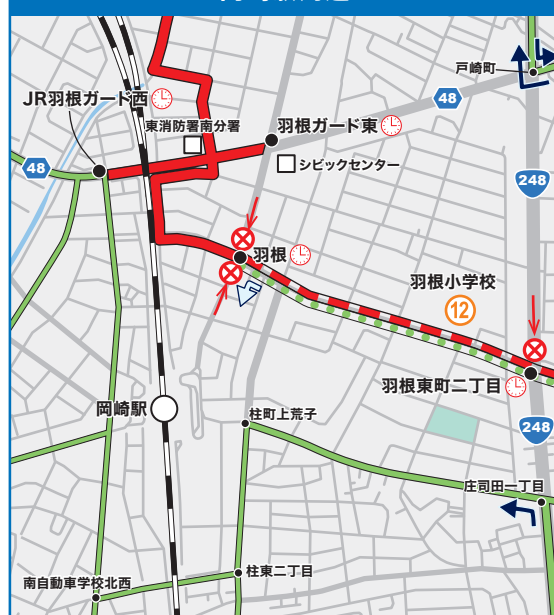 戸崎町
JR羽根ガード西
48
東消防署南分署
羽根ガード東
48
シビックセンター
248
羽根
羽根小学校
12
羽根東町二丁目
岡崎駅
柱町上荒子
248
庄司田一丁目
柱東二丁目
南自動車学校北西